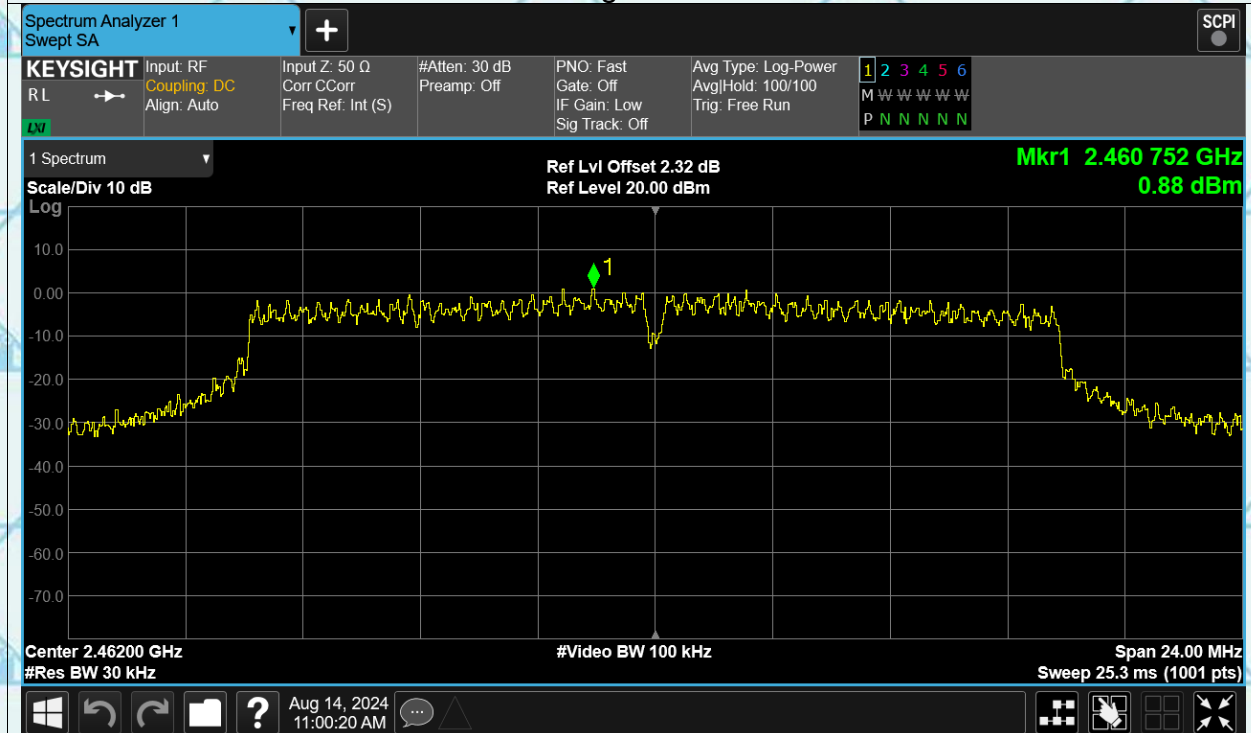 Spectrum Analyzer 1
Swept SA
+
SCPI
KEYSIGHT
R L
LXI
Input: RF
Coupling: DC
Align: Auto
Input Z: 50 Ω
Corr CCorr
Freq Ref: Int (S)
#Atten: 30 dB
Preamp: Off
PNO: Fast
Gate: Off
IF Gain: Low
Sig Track: Off
Avg Type: Log-Power
Avg|Hold: 100/100
Trig: Free Run
1 2 3 4 5 6
M W W W W W
P N N N N N N
1 Spectrum
Scale/Div 10 dB
Log
Ref Lvl Offset 2.32 dB
Ref Level 20.00 dBm
Mkr1 2.460 752 GHz
0.88 dBm
1
10.0
0.00
-10.0
-20.0
-30.0
-40.0
-50.0
-60.0
-70.0
Center 2.46200 GHz
#Res BW 30 kHz
#Video BW 100 kHz
Span 24.00 MHz
Sweep 25.3 ms (1001 pts)
?
Aug 14, 2024
11:00:20 AM